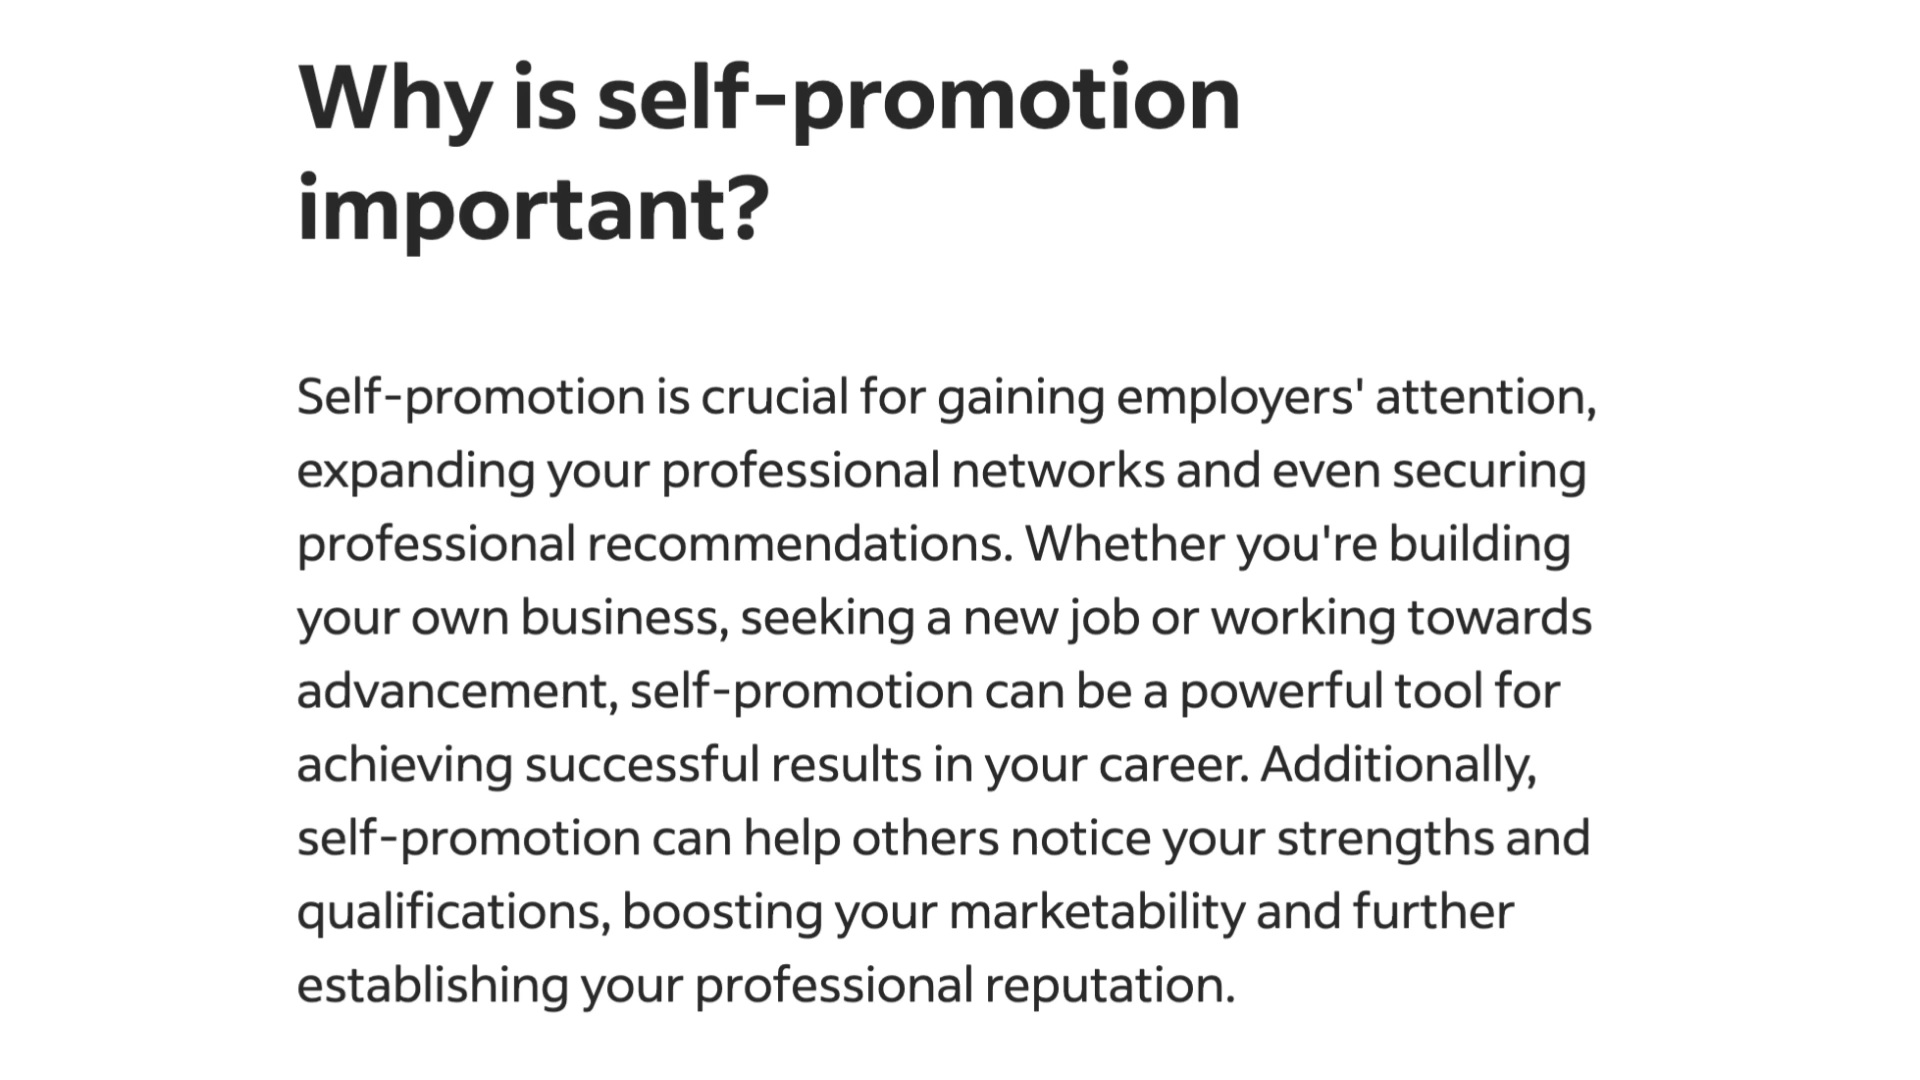 Why is self-promotion
important?
Self-promotion is crucial for gaining employers' attention,
expanding your professional networks and even securing
professional recommendations. Whether you're building
your own business, seeking a new job or working towards
advancement, self-promotion can be a powerful tool for
achieving successful results in your career. Additionally,
self-promotion can help others notice your strengths and
qualifications, boosting your marketability and further
establishing your professional reputation.